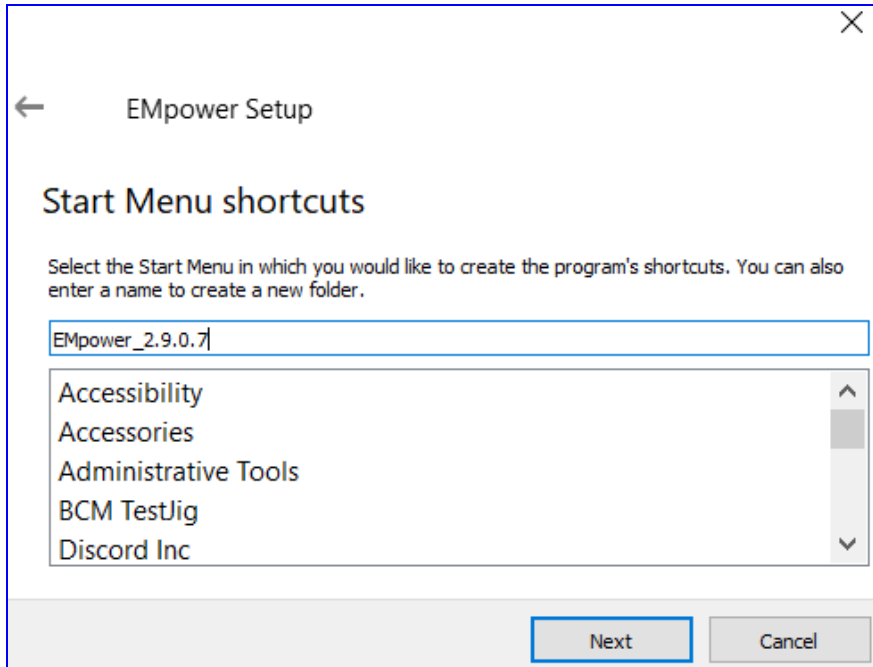 EMpower Setup
Start Menu shortcuts
Select the Start Menu in which you would like to create the program's shortcuts. You can also
enter a name to create a new folder.
EMpower_2.9.0.7
Accessibility
Accessories
Administrative Tools
BCM TestJig
Discord Inc
Next
Cancel